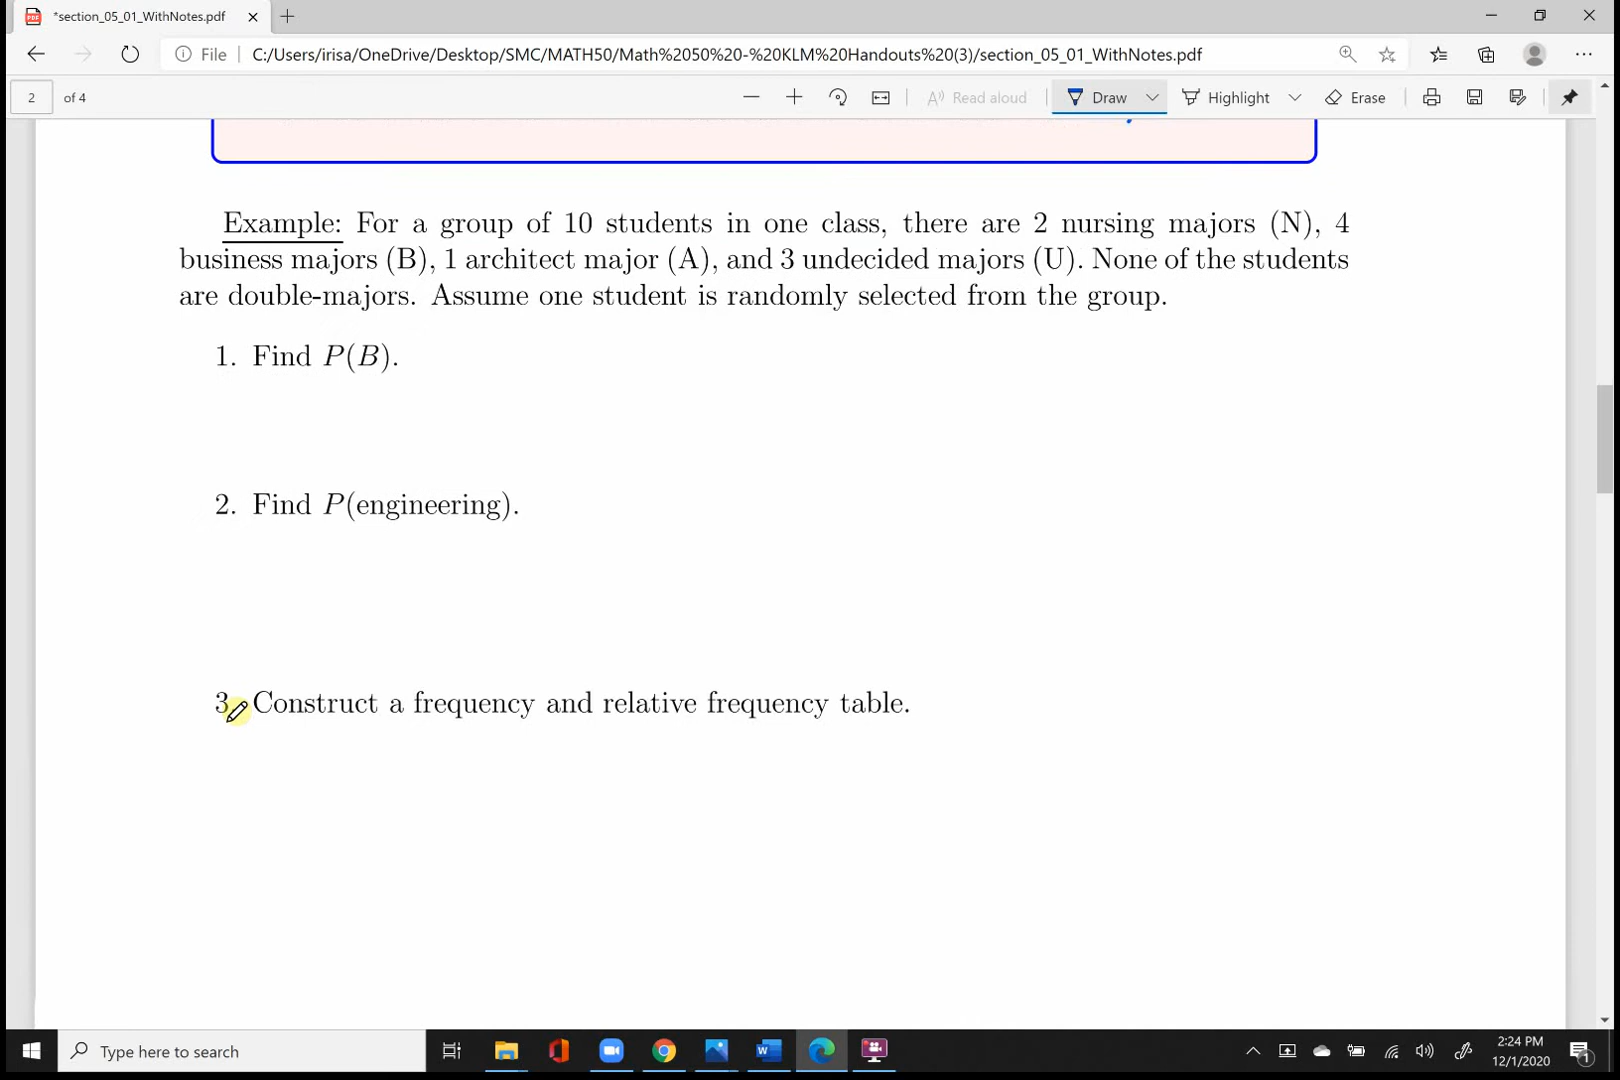 *section_05_01_WithNotes.pdf
File
C:/Users/irisa/OneDrive/Desktop/SMC/MATH50/Math%2050%20-%20KLM%20Handouts%20(3)/section_05_01_WithNotes.pdf
2 of 4
Read aloud
Draw
Highlight
Erase
Example: For a group of 10 students in one class, there are 2 nursing majors (N), 4
business majors (B), 1 architect major (A), and 3 undecided majors (U). None of the students
are double-majors. Assume one student is randomly selected from the group.
1. Find P(B).
2. Find P(engineering).
3. Construct a frequency and relative frequency table.
Type here to search
2:24 PM
12/1/2020
1